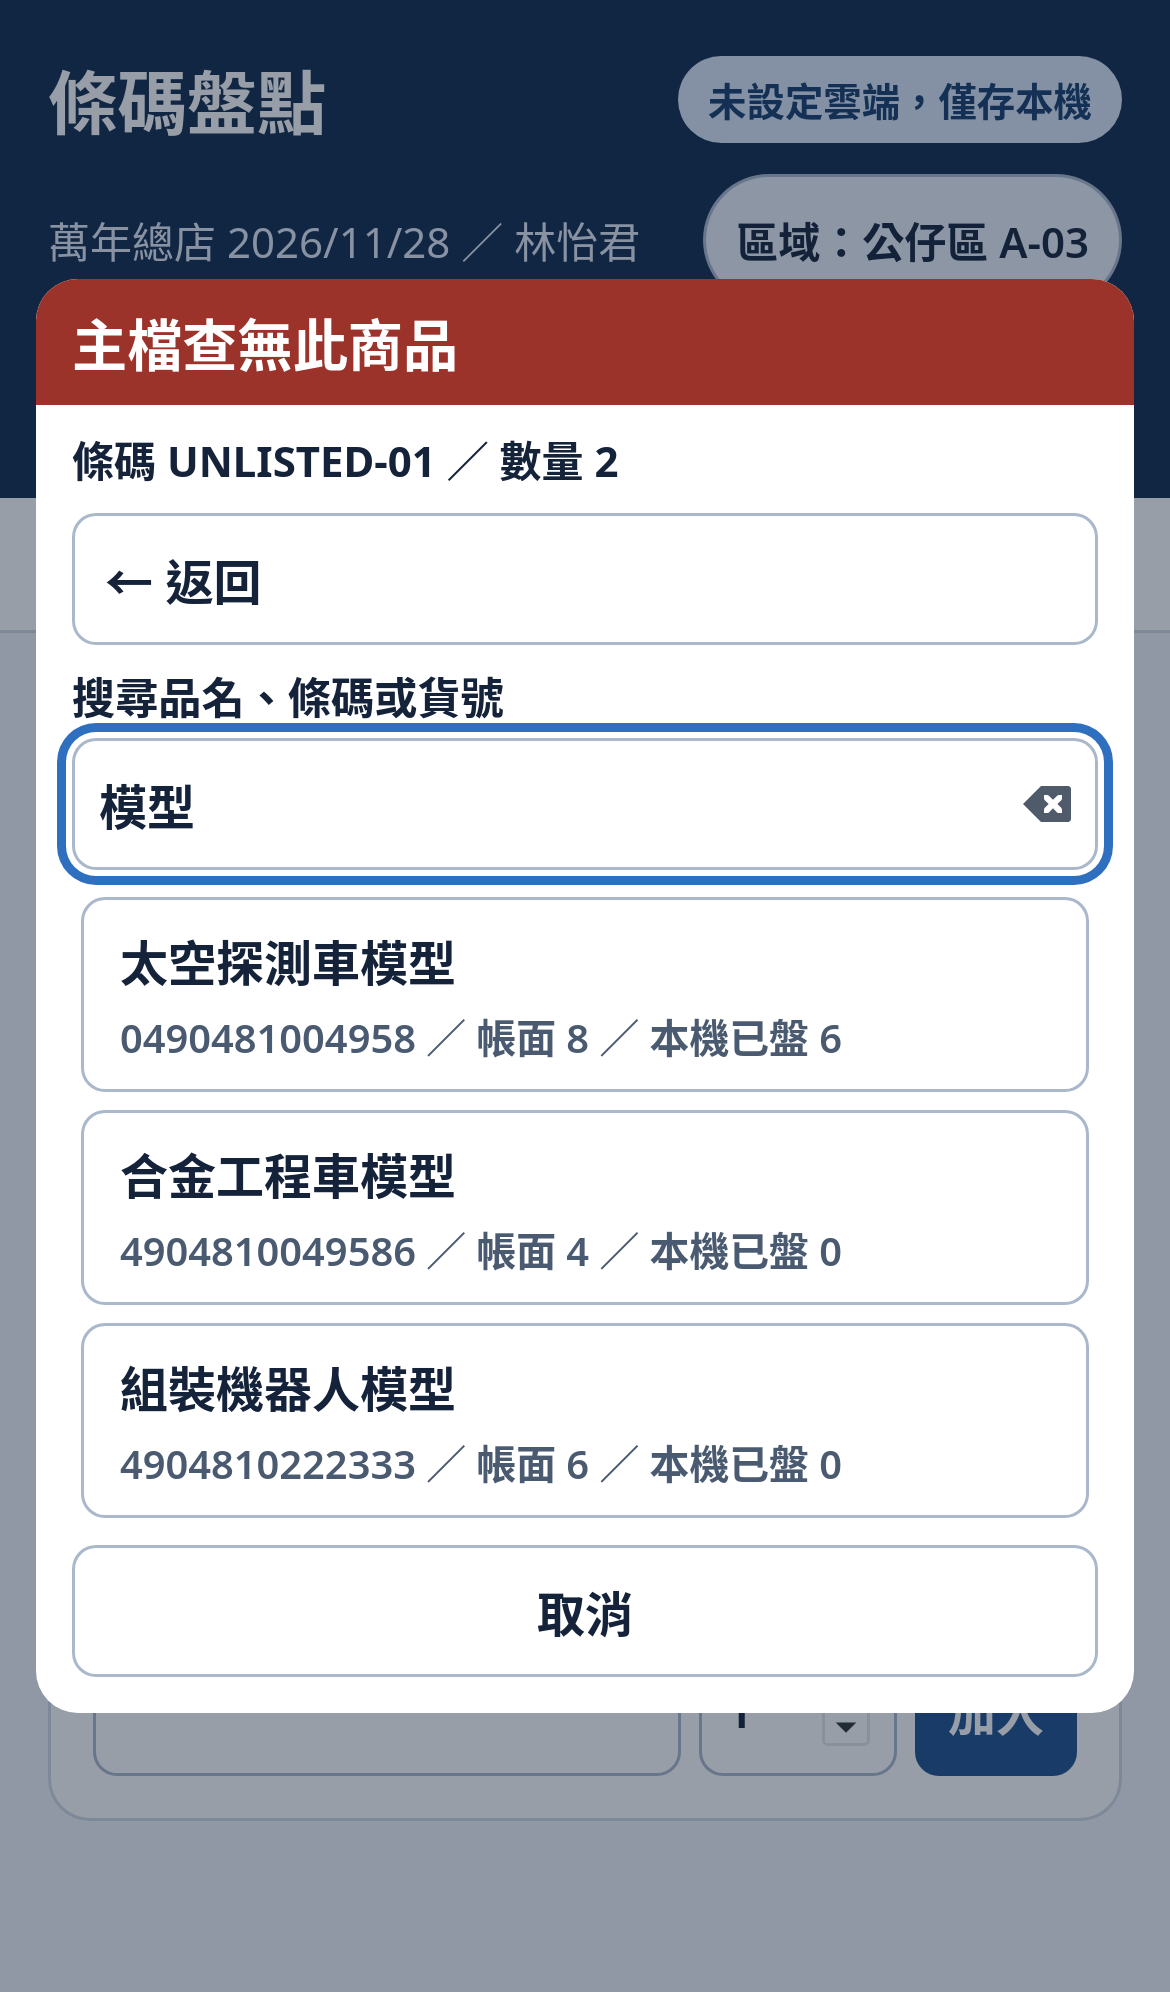 條碼盤點
未設定雲端，僅存本機
萬年總店 2026/11/28 ／ 林怡君
區域：公仔區 A-03
主檔查無此商品
條碼 UNLISTED-01 ／ 數量 2
← 返回
搜尋品名、條碼或貨號
模型
太空探測車模型
0490481004958 ／ 帳面 8 ／ 本機已盤 6
合金工程車模型
4904810049586 ／ 帳面 4 ／ 本機已盤 0
組裝機器人模型
4904810222333 ／ 帳面 6 ／ 本機已盤 0
取消
加入